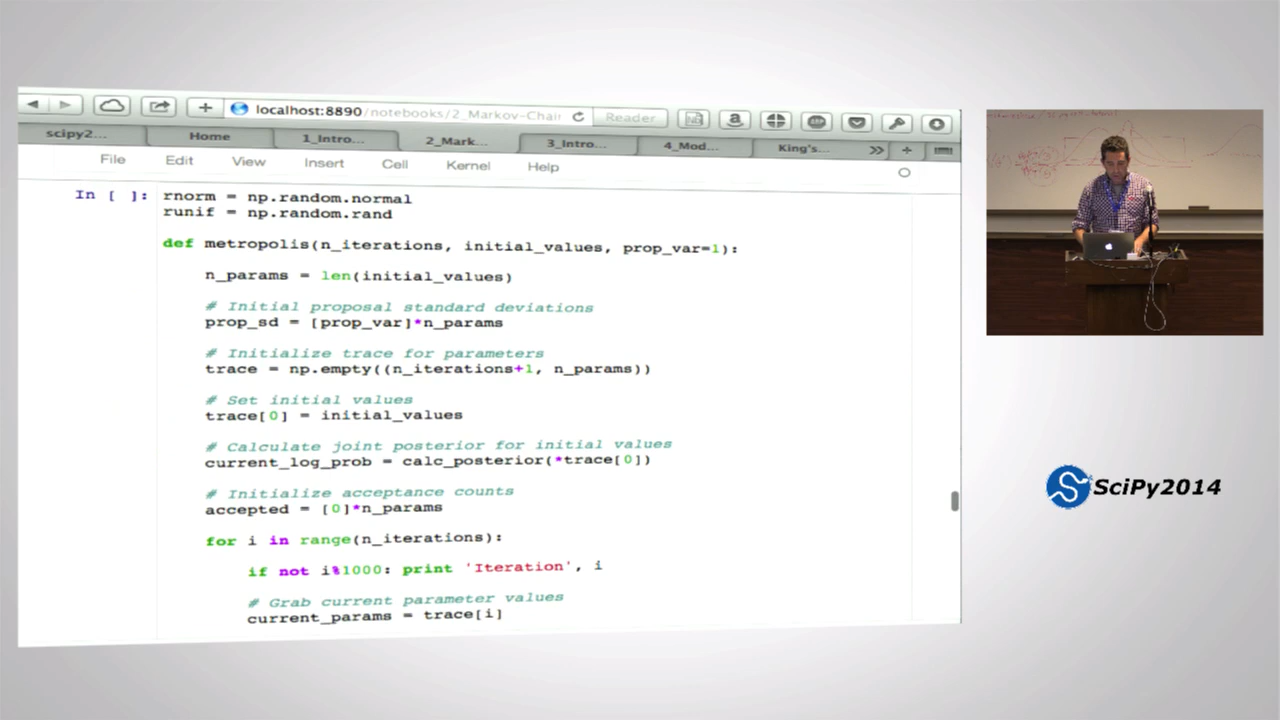 localhost:8890/notebooks/2_Markov-Chai
Reader
scipy2... Home 1_Intro... 2_Mark... 3_Intro... 4_Mod... King's... >> +
File Edit View Insert Cell Kernel Help
In [ ]: rnorm = np.random.normal
runif = np.random.rand
def metropolis(n_iterations, initial_values, prop_var=1):
n_params = len(initial_values)
# Initial proposal standard deviations
prop_sd = [prop_var]*n_params
# Initialize trace for parameters
trace = np.empty((n_iterations+1, n_params))
# Set initial values
trace[0] = initial_values
# Calculate joint posterior for initial values
current_log_prob = calc_posterior(*trace[0])
# Initialize acceptance counts
accepted = [0]*n_params
for i in range(n_iterations):
if not i%1000: print 'Iteration', i
# Grab current parameter values
current_params = trace[i]
SciPy2014